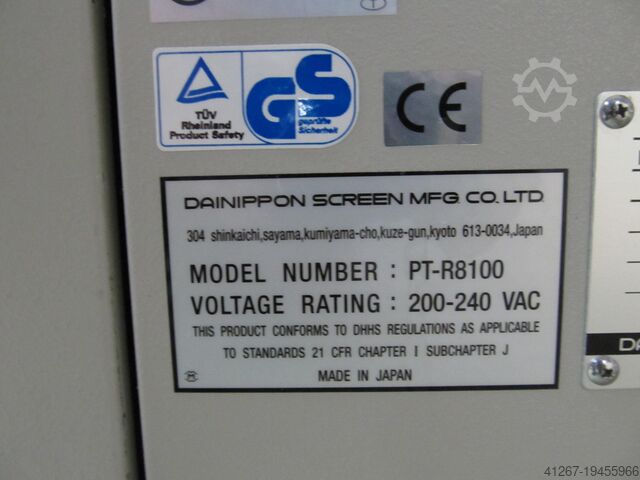 TÜV
Rheinland
Product Safety
GS
geprüfte
Sicherheit
CE
DAINIPPON SCREEN MFG. CO. LTD.
304 shinkaichi,sayama,kumiyama-cho,kuze-gun,kyoto 613-0034,Japan
MODEL NUMBER : PT-R8100
VOLTAGE RATING : 200-240 VAC
THIS PRODUCT CONFORMS TO DHHS REGULATIONS AS APPLICABLE
TO STANDARDS 21 CFR CHAPTER I SUBCHAPTER J
MADE IN JAPAN
41267-19455966